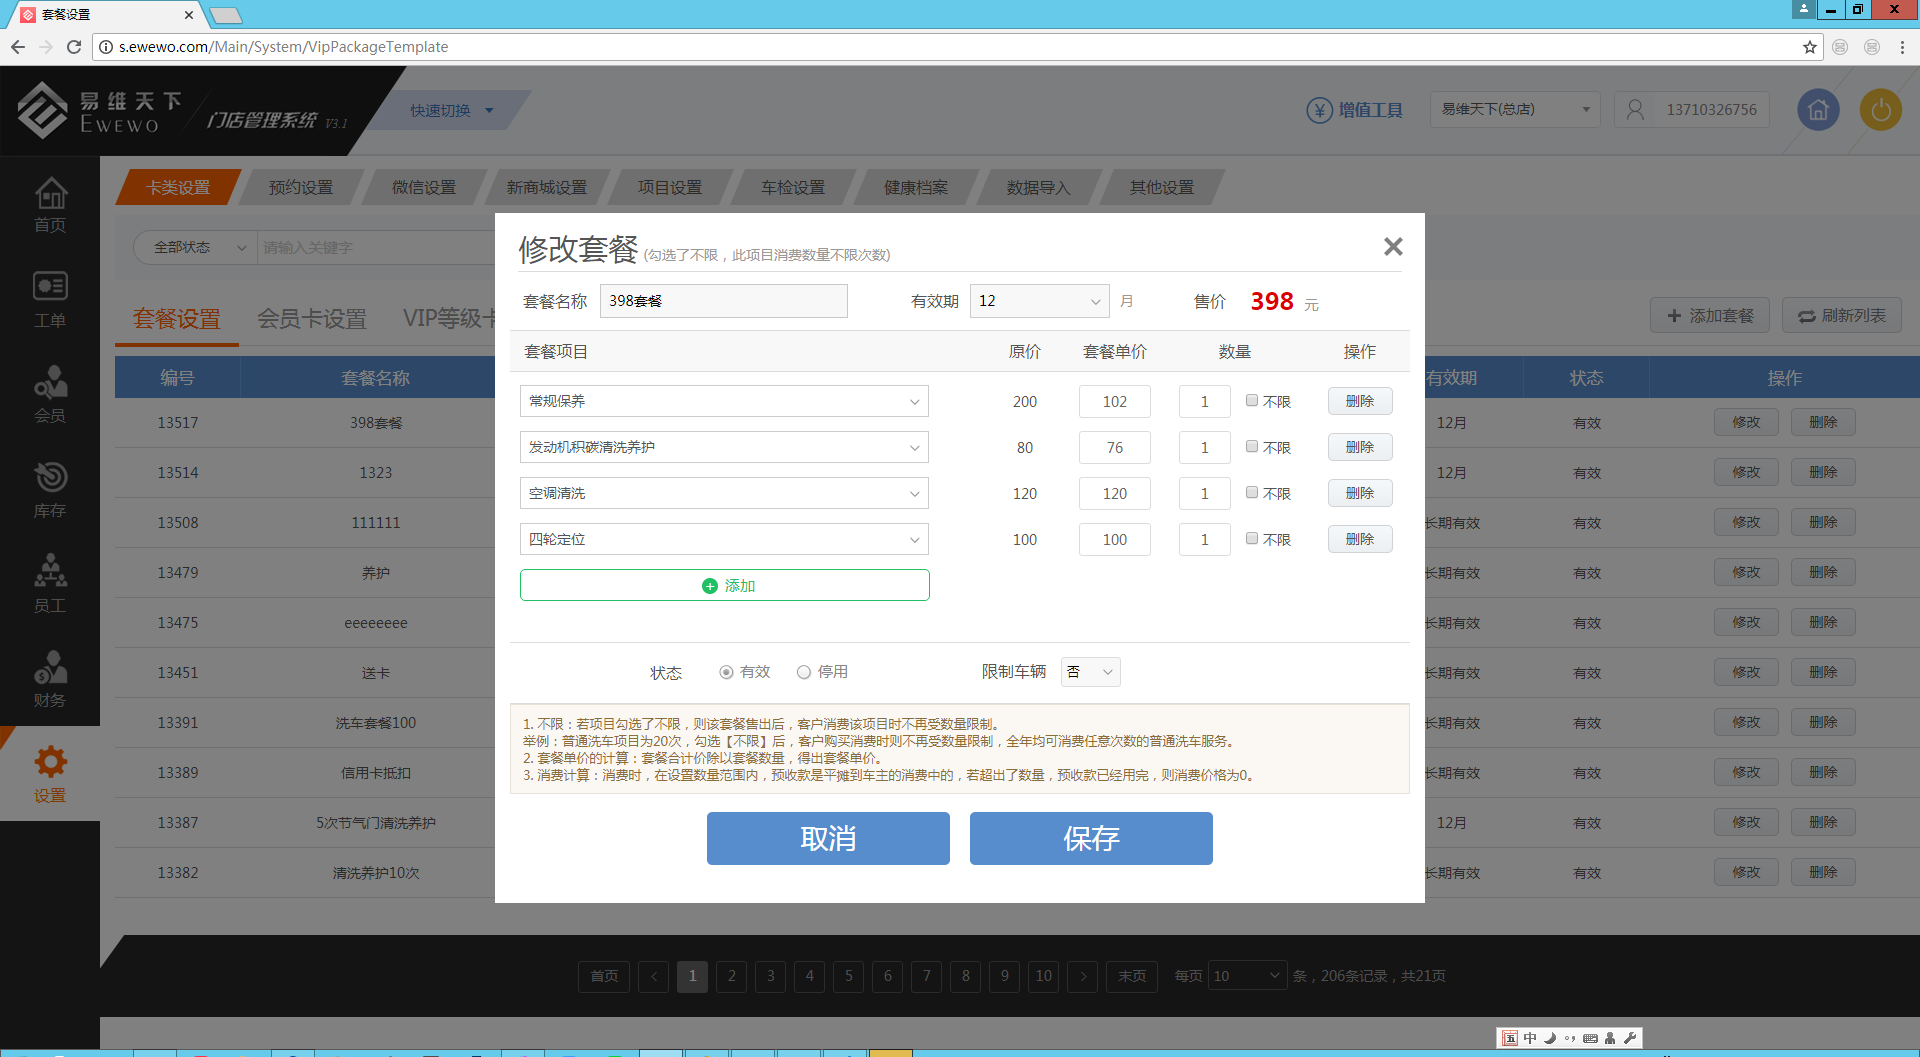 套餐设置
s.ewewo.com/Main/System/VipPackageTemplate
易维天下
EWEWO
门店管理系统 V3.1
快速切换
增值工具
易维天下(总店)
13710326756
首页
工单
会员
库存
员工
财务
设置
卡类设置 预约设置 微信设置 新商城设置 项目设置 车检设置 健康档案 数据导入 其他设置
全部状态 请输入关键字
套餐设置 会员卡设置 VIP等级卡
添加套餐 刷新列表
编号 套餐名称 有效期 状态 操作
13517 398套餐 12月 有效 修改 删除
13514 1323 12月 有效 修改 删除
13508 111111 长期有效 有效 修改 删除
13479 养护 长期有效 有效 修改 删除
13475 eeeeeeee 长期有效 有效 修改 删除
13451 送卡 长期有效 有效 修改 删除
13391 洗车套餐100 长期有效 有效 修改 删除
13389 信用卡抵扣 长期有效 有效 修改 删除
13387 5次节气门清洗养护 12月 有效 修改 删除
13382 清洗养护10次 长期有效 有效 修改 删除
修改套餐 (勾选了不限，此项目消费数量不限次数)
套餐名称 398套餐 有效期 12 月 售价 398 元
套餐项目 原价 套餐单价 数量 操作
常规保养 200 102 1 不限 删除
发动机积碳清洗养护 80 76 1 不限 删除
空调清洗 120 120 1 不限 删除
四轮定位 100 100 1 不限 删除
添加
状态 有效 停用 限制车辆 否
1. 不限：若项目勾选了不限，则该套餐售出后，客户消费该项目时不再受数量限制。
举例：普通洗车项目为20次，勾选【不限】后，客户购买消费时则不再受数量限制，全年均可消费任意次数的普通洗车服务。
2. 套餐单价的计算：套餐合计价除以套餐数量，得出套餐单价。
3. 消费计算：消费时，在设置数量范围内，预收款是平摊到车主的消费中的，若超出了数量，预收款已经用完，则消费价格为0。
取消 保存
首页 < 1 2 3 4 5 6 7 8 9 10 > 末页 每页 10 条，206条记录，共21页
五 中